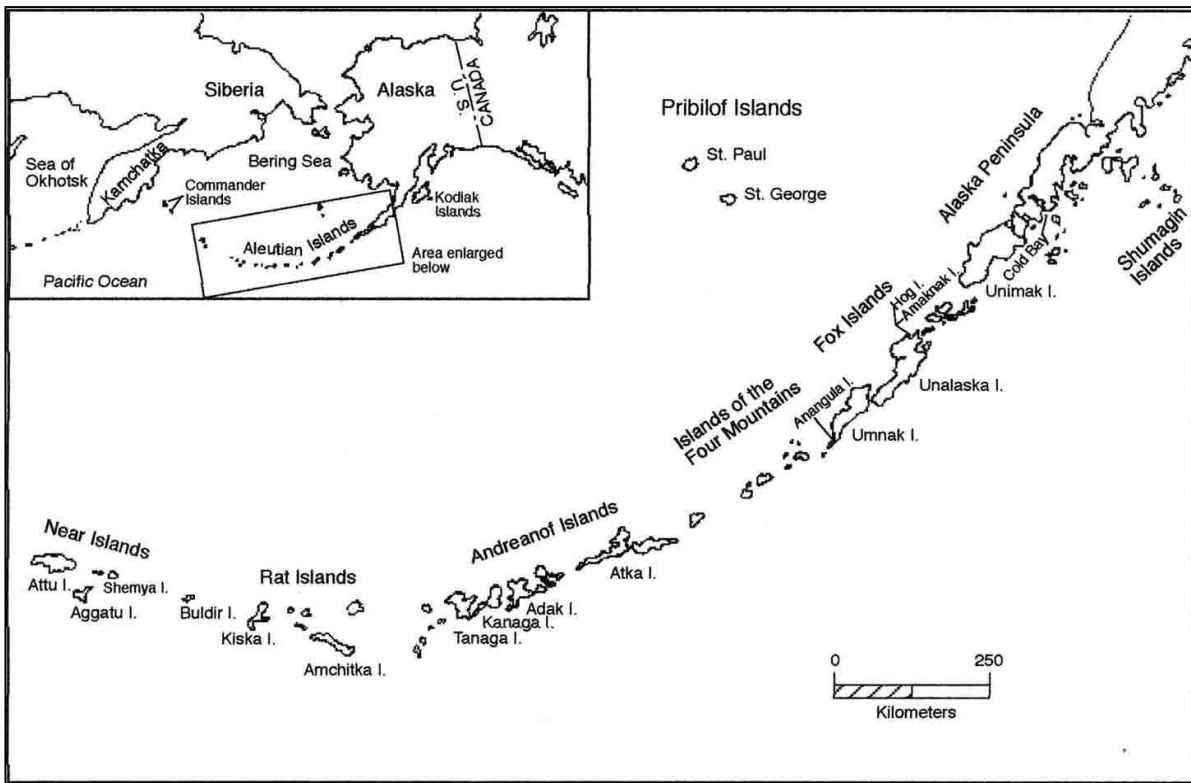 Siberia
Alaska
U.S.
CANADA
Sea of
Okhotsk
Kamchatka
Bering Sea
Commander
Islands
Kodiak
Islands
Aleutian Islands
Area enlarged
below
Pacific Ocean
Pribilof Islands
St. Paul
St. George
Alaska Peninsula
Shumagin
Islands
Cold Bay
Unimak I.
Fox Islands
Hog I.
Amaknak I.
Unalaska I.
Islands of the
Four Mountains
Anangula I.
Umnak I.
Near Islands
Attu I.
Shemya I.
Aggatu I.
Buldir I.
Rat Islands
Kiska I.
Amchitka I.
Andreanof Islands
Atka I.
Adak I.
Kanaga I.
Tanaga I.
0 250
Kilometers